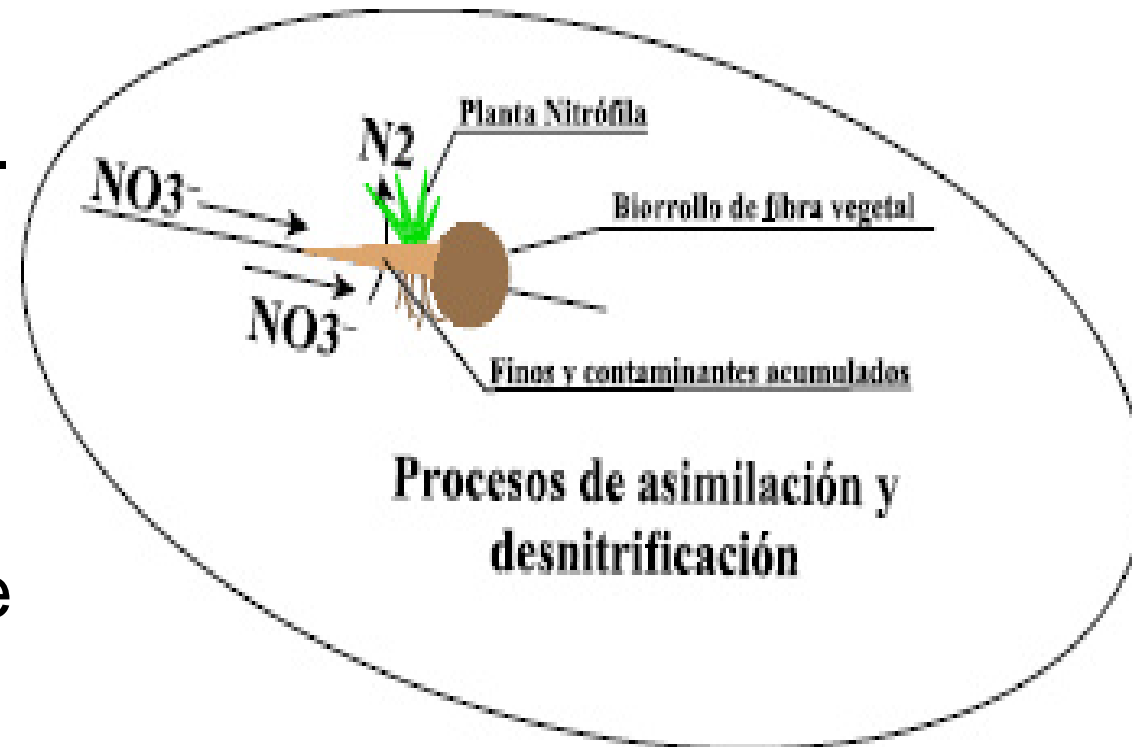 Planta Nitrófila
N2
NO3-
Biorrollo de fibra vegetal
NO3-
Finos y contaminantes acumulados
Procesos de asimilación y
desnitrificación
e